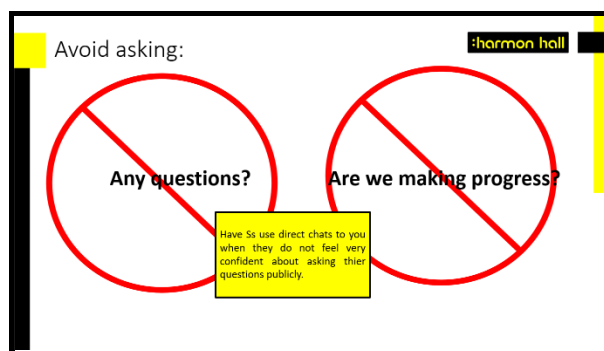 Avoid asking:
:harmon hall
Any questions?
Are we making progress?
Have Ss use direct chats to you
when they do not feel very
confident about asking thier
questions publicly.